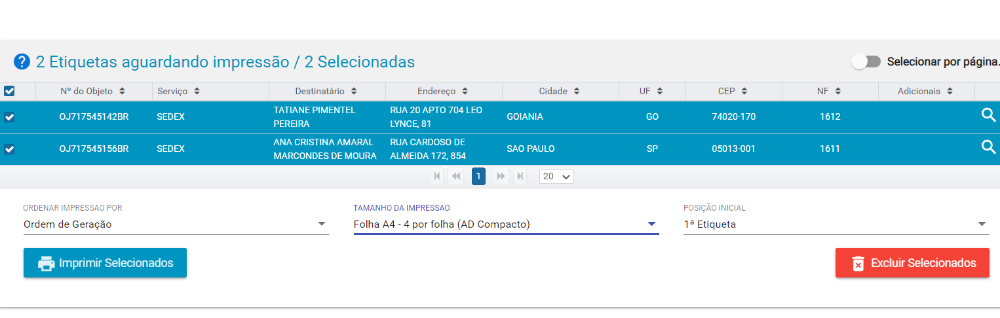 2 Etiquetas aguardando impressão / 2 Selecionadas
Selecionar por página.
Nº do Objeto Serviço Destinatário Endereço Cidade UF CEP NF Adicionais
OJ717545142BR SEDEX TATIANE PIMENTEL PEREIRA RUA 20 APTO 704 LEO LYNCE, 81 GOIANIA GO 74020-170 1612
OJ717545156BR SEDEX ANA CRISTINA AMARAL MARCONDES DE MOURA RUA CARDOSO DE ALMEIDA 172, 854 SAO PAULO SP 05013-001 1611
1 20
ORDENAR IMPRESSAO POR TAMANHO DA IMPRESSAO POSIÇÃO INICIAL
Ordem de Geração Folha A4 - 4 por folha (AD Compacto) 1ª Etiqueta
Imprimir Selecionados Excluir Selecionados